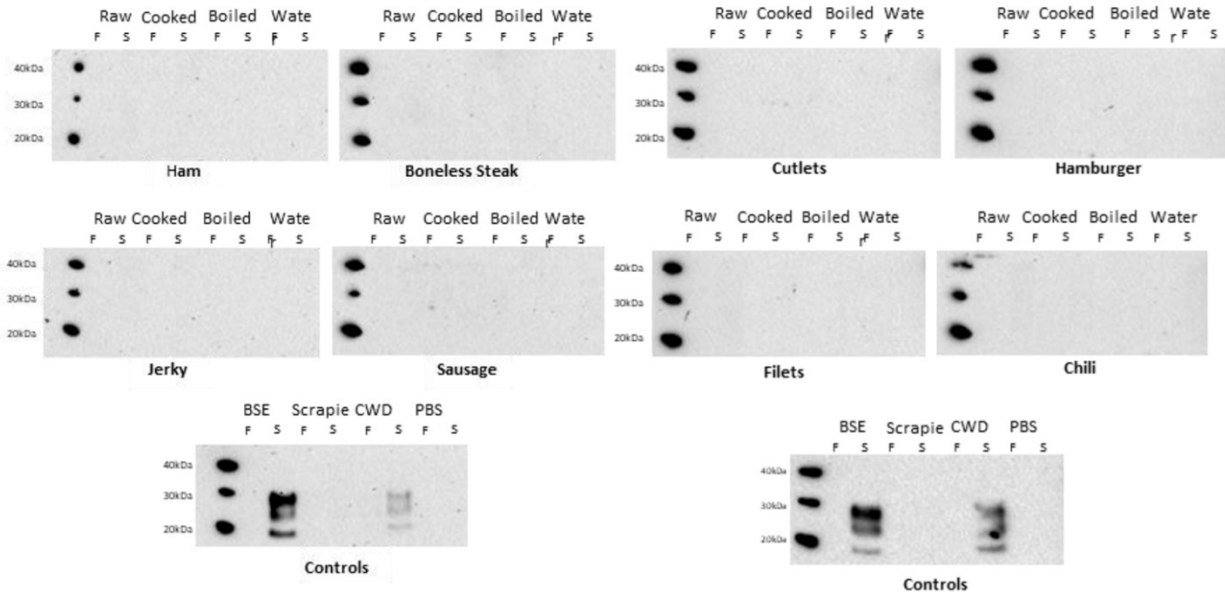 Raw Cooked Boiled Wate
r
F S F S F S F S
40kDa
30kDa
20kDa
Ham
Raw Cooked Boiled Wate
r
F S F S F S F S
Boneless Steak
Raw Cooked Boiled Wate
r
F S F S F S F S
40kDa
30kDa
20kDa
Cutlets
Raw Cooked Boiled Wate
r
F S F S F S F S
Hamburger
Raw Cooked Boiled Wate
r
F S F S F S F S
40kDa
30kDa
20kDa
Jerky
Raw Cooked Boiled Wate
r
F S F S F S F S
Sausage
Raw Cooked Boiled Wate
r
F S F S F S F S
40kDa
30kDa
20kDa
Filets
Raw Cooked Boiled Water
F S F S F S F S
Chili
BSE Scrapie CWD PBS
F S F S F S F S
40kDa
30kDa
20kDa
Controls
BSE Scrapie CWD PBS
F S F S F S F S
40kDa
30kDa
20kDa
Controls